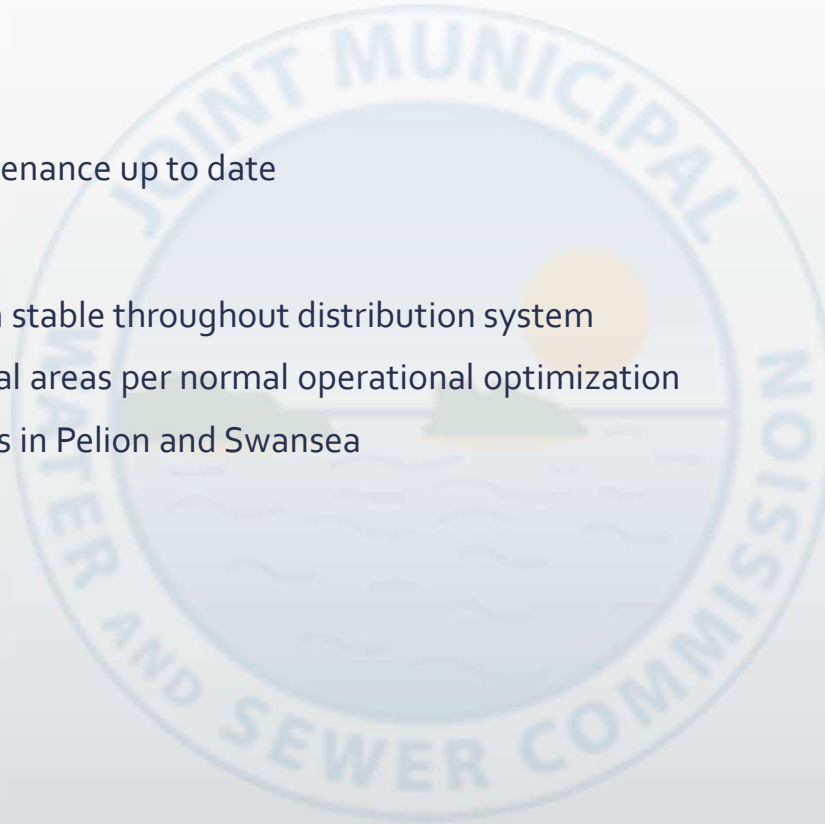 enance up to date
stable throughout distribution system
al areas per normal operational optimization
s in Pelion and Swansea
JOINT MUNICIPAL
WATER AND SEWER COMMISSION